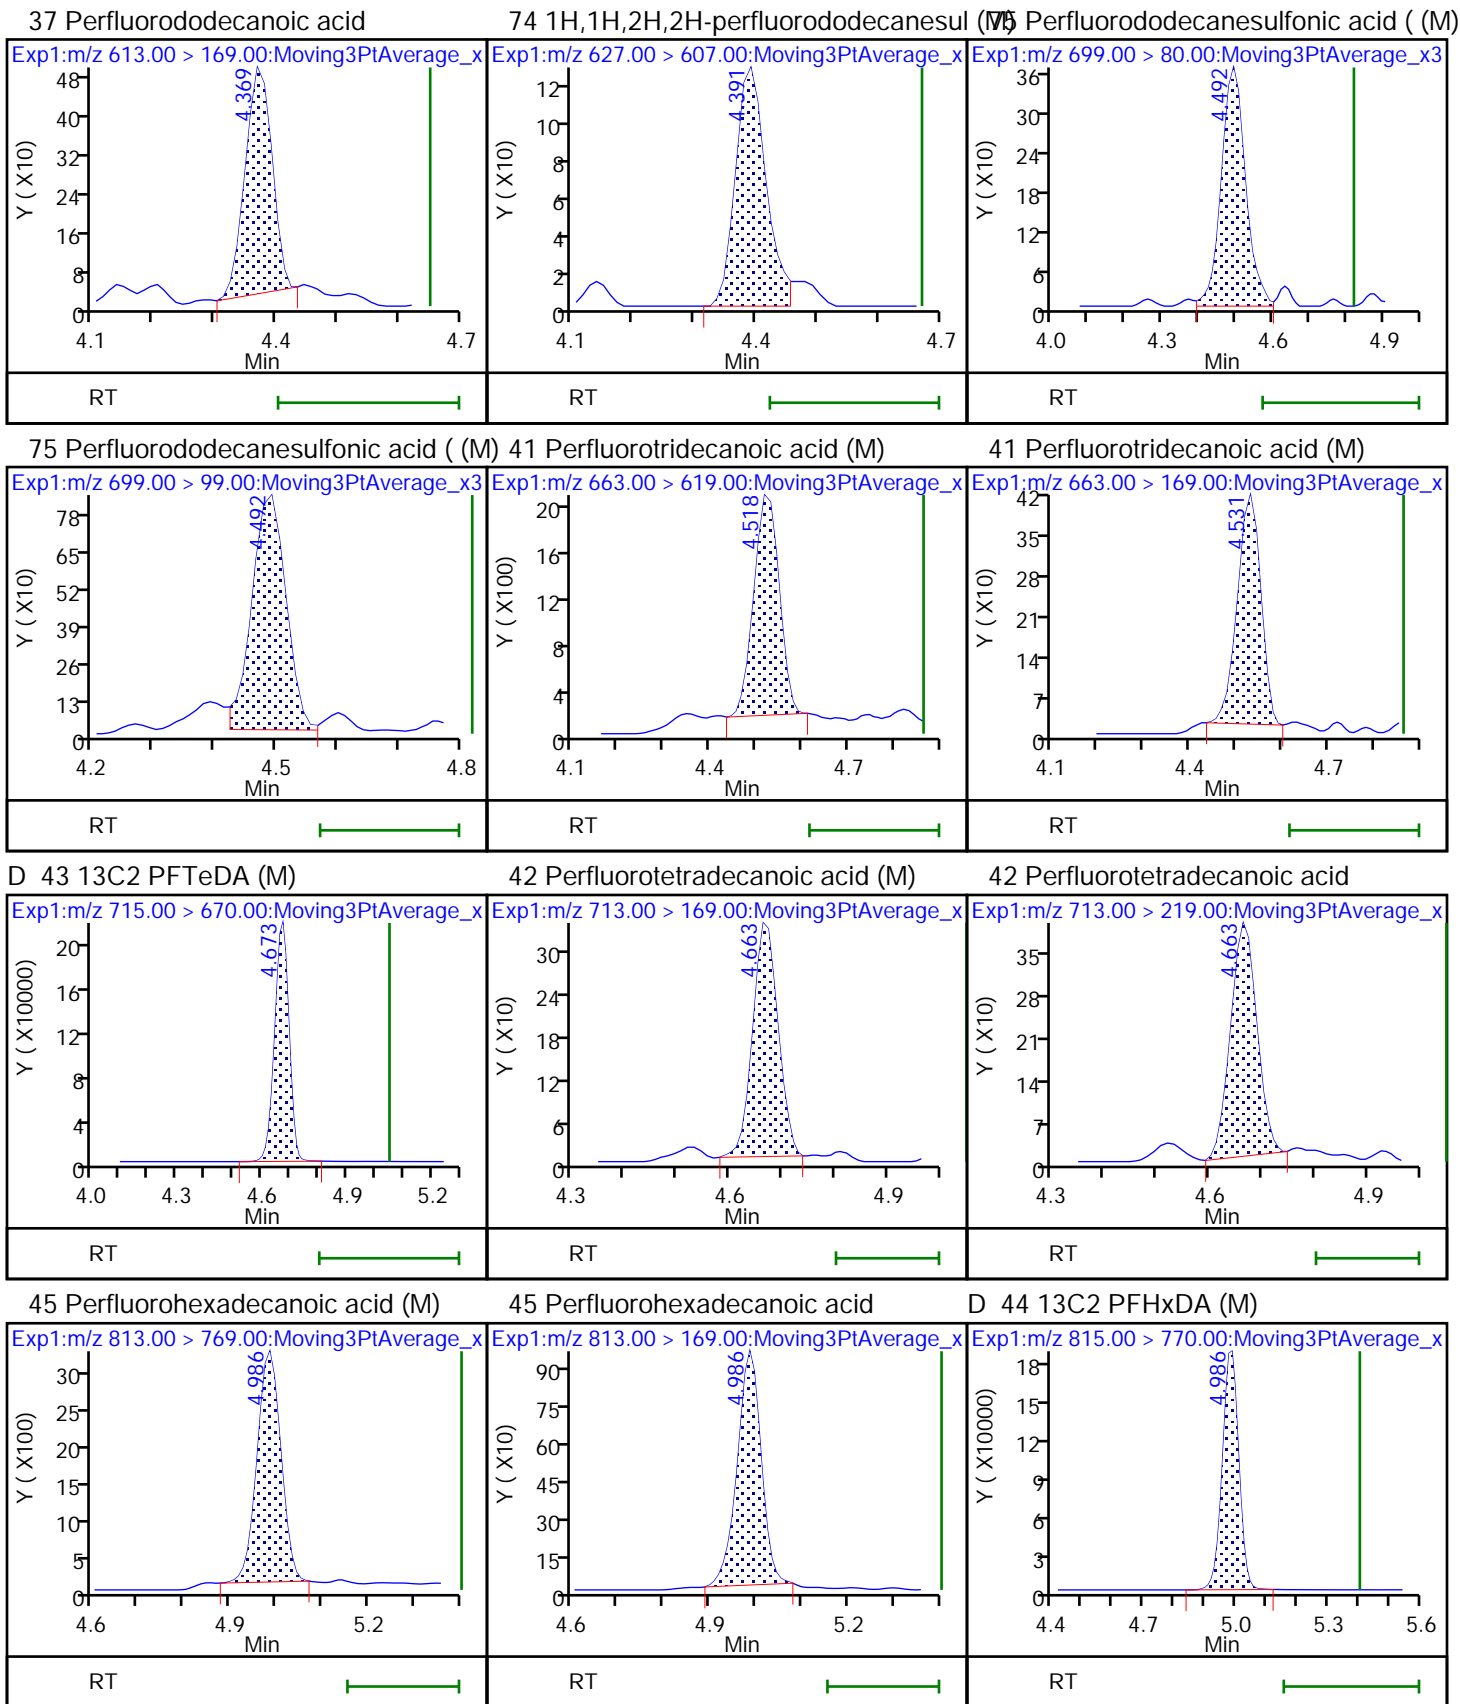 37 Perfluorododecanoic acid
Exp1:m/z 613.00 > 169.00:Moving3PtAverage_x
4.369
Y ( X10)
48
40
32
24
16
8
0
4.1 4.4 4.7
Min
RT
74 1H,1H,2H,2H-perfluorododecanesul (M)
Exp1:m/z 627.00 > 607.00:Moving3PtAverage_x
4.391
Y ( X10)
12
10
8
6
4
2
0
4.1 4.4 4.7
Min
RT
75 Perfluorododecanesulfonic acid ( (M)
Exp1:m/z 699.00 > 80.00:Moving3PtAverage_x3
4.492
Y ( X10)
36
30
24
18
12
6
0
4.0 4.3 4.6 4.9
Min
RT
75 Perfluorododecanesulfonic acid ( (M)
Exp1:m/z 699.00 > 99.00:Moving3PtAverage_x3
4.492
Y ( X10)
78
65
52
39
26
13
0
4.2 4.5 4.8
Min
RT
41 Perfluorotridecanoic acid (M)
Exp1:m/z 663.00 > 619.00:Moving3PtAverage_x
4.518
Y ( X100)
20
16
12
8
4
0
4.1 4.4 4.7
Min
RT
41 Perfluorotridecanoic acid (M)
Exp1:m/z 663.00 > 169.00:Moving3PtAverage_x
4.531
Y ( X10)
42
35
28
21
14
7
0
4.1 4.4 4.7
Min
RT
D 43 13C2 PFTeDA (M)
Exp1:m/z 715.00 > 670.00:Moving3PtAverage_x
4.673
Y ( X10000)
20
16
12
8
4
0
4.0 4.3 4.6 4.9 5.2
Min
RT
42 Perfluorotetradecanoic acid (M)
Exp1:m/z 713.00 > 169.00:Moving3PtAverage_x
4.663
Y ( X10)
30
24
18
12
6
0
4.3 4.6 4.9
Min
RT
42 Perfluorotetradecanoic acid
Exp1:m/z 713.00 > 219.00:Moving3PtAverage_x
4.663
Y ( X10)
35
28
21
14
7
0
4.3 4.6 4.9
Min
RT
45 Perfluorohexadecanoic acid (M)
Exp1:m/z 813.00 > 769.00:Moving3PtAverage_x
4.986
Y ( X100)
30
25
20
15
10
5
0
4.6 4.9 5.2
Min
RT
45 Perfluorohexadecanoic acid
Exp1:m/z 813.00 > 169.00:Moving3PtAverage_x
4.986
Y ( X10)
90
75
60
45
30
15
0
4.6 4.9 5.2
Min
RT
D 44 13C2 PFHxDA (M)
Exp1:m/z 815.00 > 770.00:Moving3PtAverage_x
4.986
Y ( X10000)
18
15
12
9
6
3
0
4.4 4.7 5.0 5.3 5.6
Min
RT